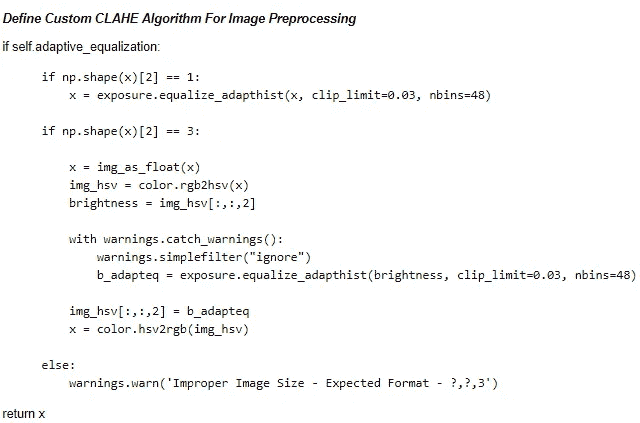 Define Custom CLAHE Algorithm For Image Preprocessing
if self.adaptive_equalization:
if np.shape(x)[2] == 1:
x = exposure.equalize_adapthist(x, clip_limit=0.03, nbins=48)
if np.shape(x)[2] == 3:
x = img_as_float(x)
img_hsv = color.rgb2hsv(x)
brightness = img_hsv[:,:,2]
with warnings.catch_warnings():
warnings.simplefilter("ignore")
b_adapteq = exposure.equalize_adapthist(brightness, clip_limit=0.03, nbins=48)
img_hsv[:,:,2] = b_adapteq
x = color.hsv2rgb(img_hsv)
else:
warnings.warn('Improper Image Size - Expected Format - ?,?,3')
return x